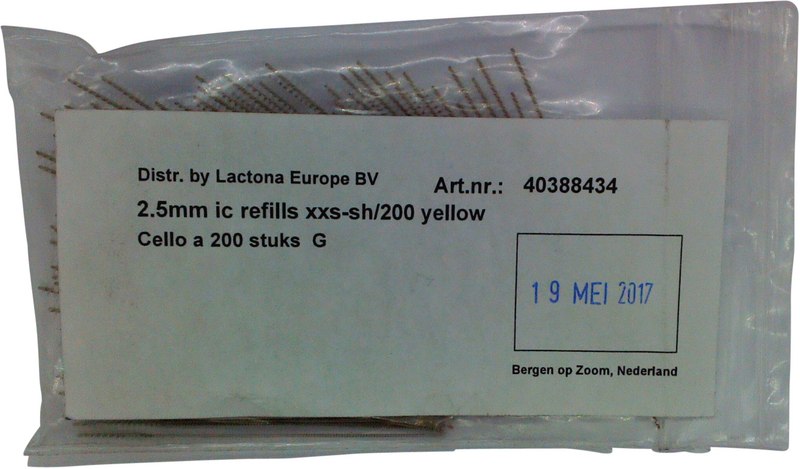 Distr. by Lactona Europe BV Art.nr.: 40388434
2.5mm ic refills xxs-sh/200 yellow
Cello a 200 stuks G
19 MEI 2017
Bergen op Zoom, Nederland